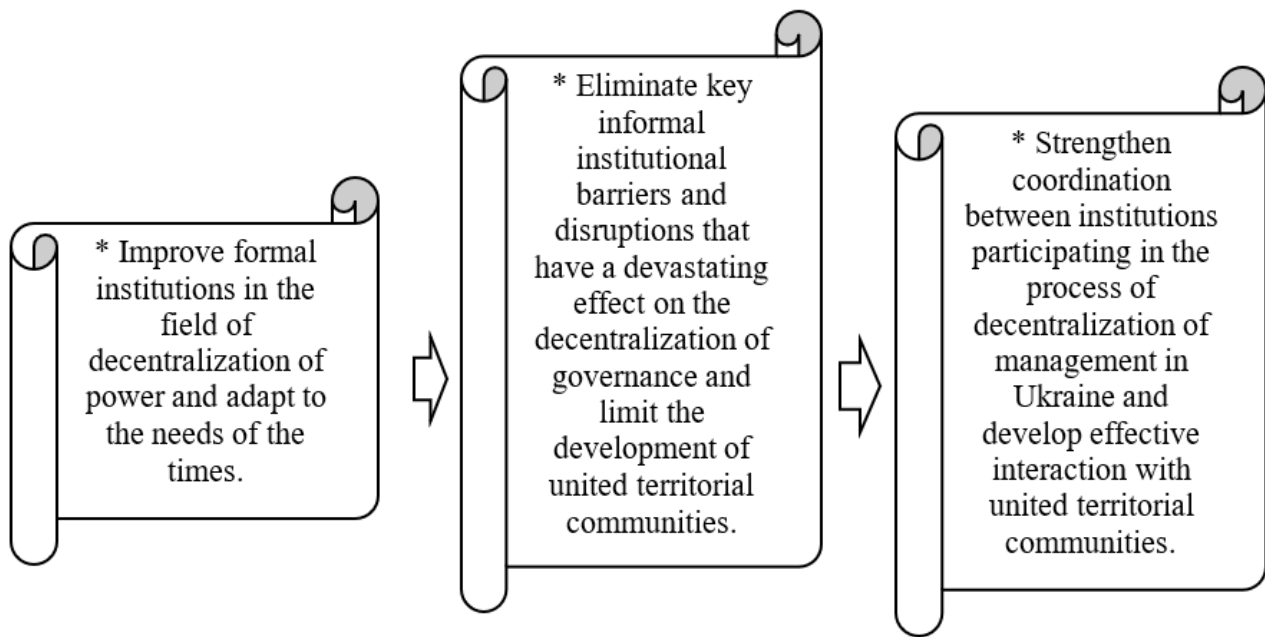 * Improve formal
institutions in the
field of
decentralization of
power and adapt to
the needs of the
times.
* Eliminate key
informal
institutional
barriers and
disruptions that
have a devastating
effect on the
decentralization of
governance and
limit the
development of
united territorial
communities.
* Strengthen
coordination
between institutions
participating in the
process of
decentralization of
management in
Ukraine and
develop effective
interaction with
united territorial
communities.